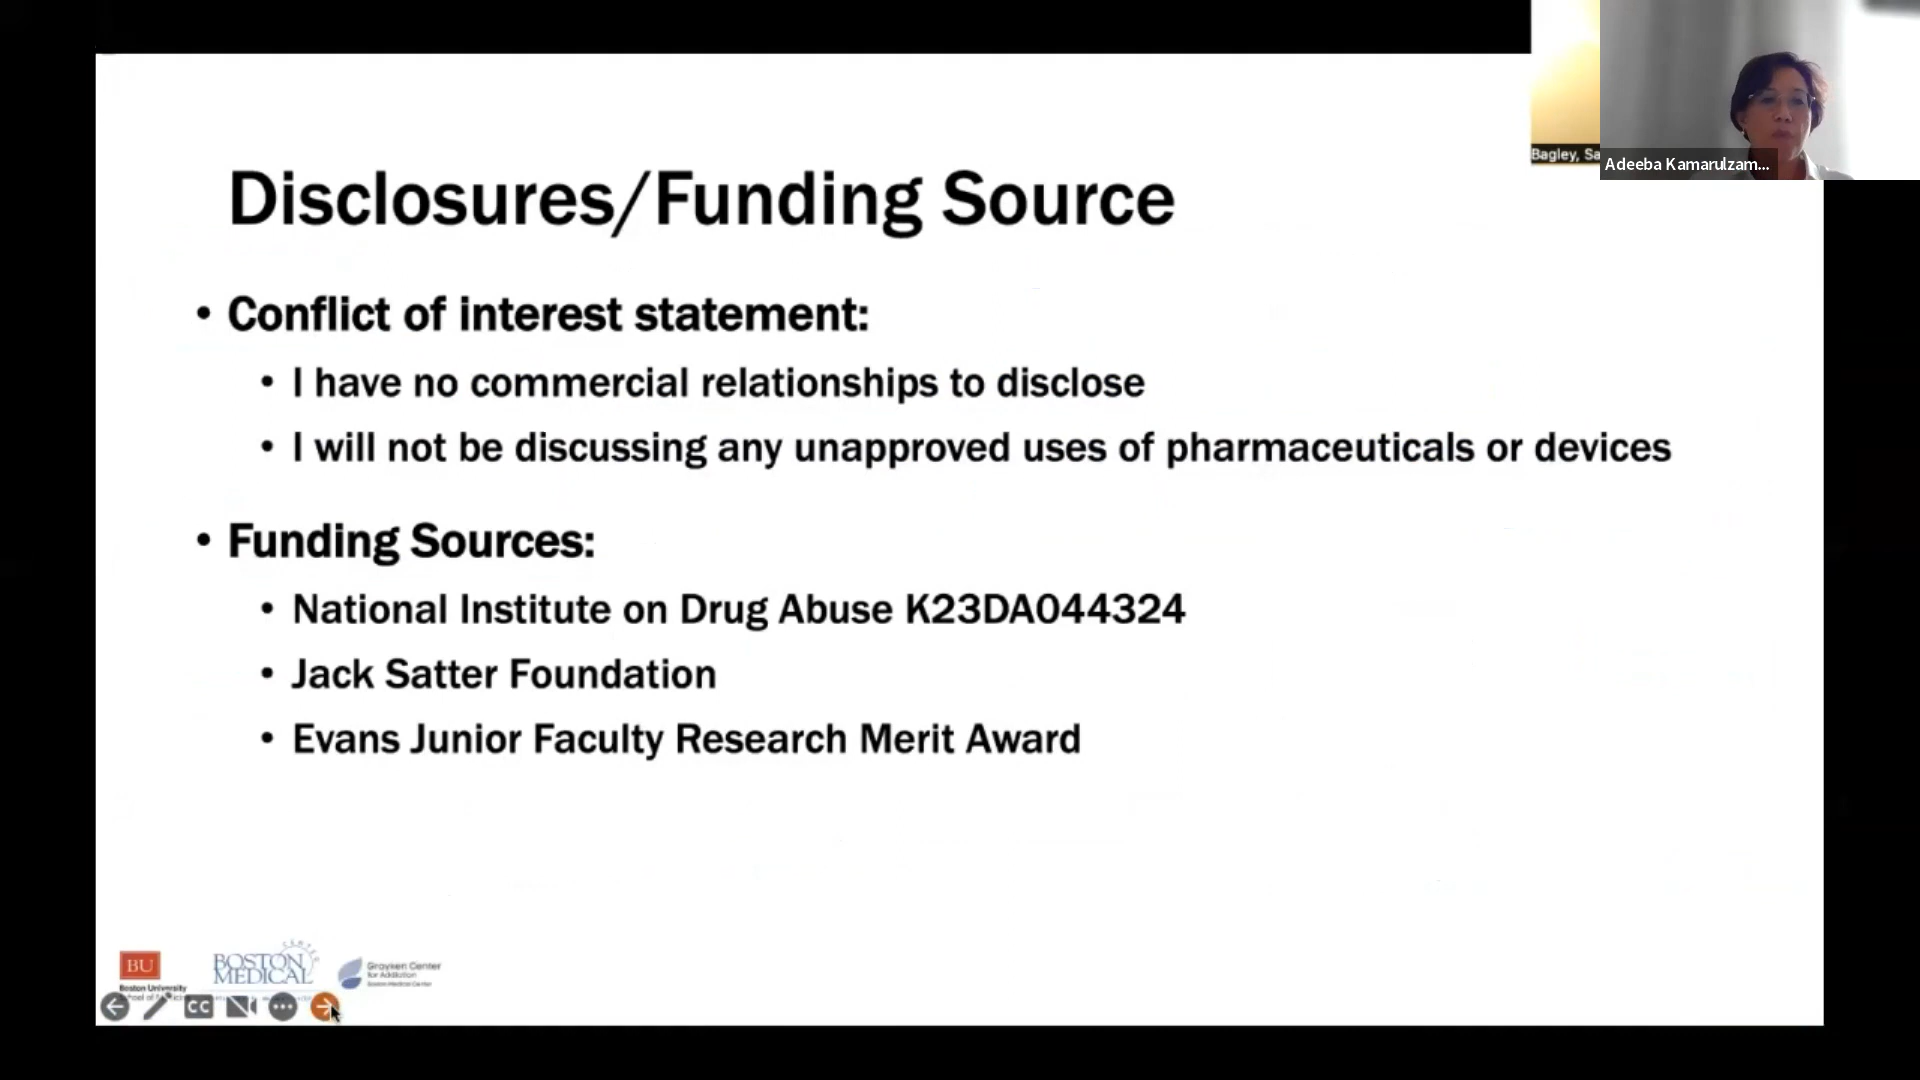 Bagley, Sa
Adeeba Kamarulzam...
Disclosures/Funding Source
• Conflict of interest statement:
• I have no commercial relationships to disclose
• I will not be discussing any unapproved uses of pharmaceuticals or devices
• Funding Sources:
• National Institute on Drug Abuse K23DA044324
• Jack Satter Foundation
• Evans Junior Faculty Research Merit Award
BU
Boston University
BOSTON
MEDICAL
CENTER
Grayken Center
for Addiction
Boston Medical Center
CC